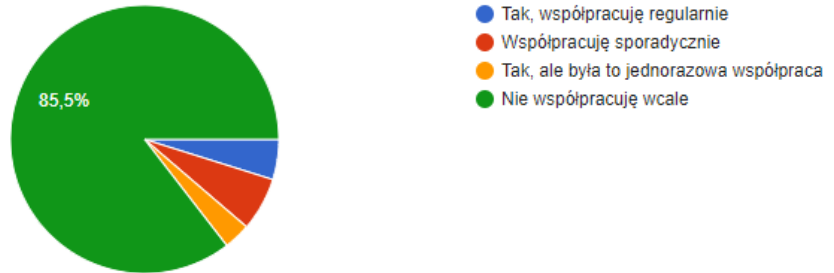 Tak, współpracuję regularnie
Współpracuję sporadycznie
Tak, ale była to jednorazowa współpraca
Nie współpracuję wcale
85,5%